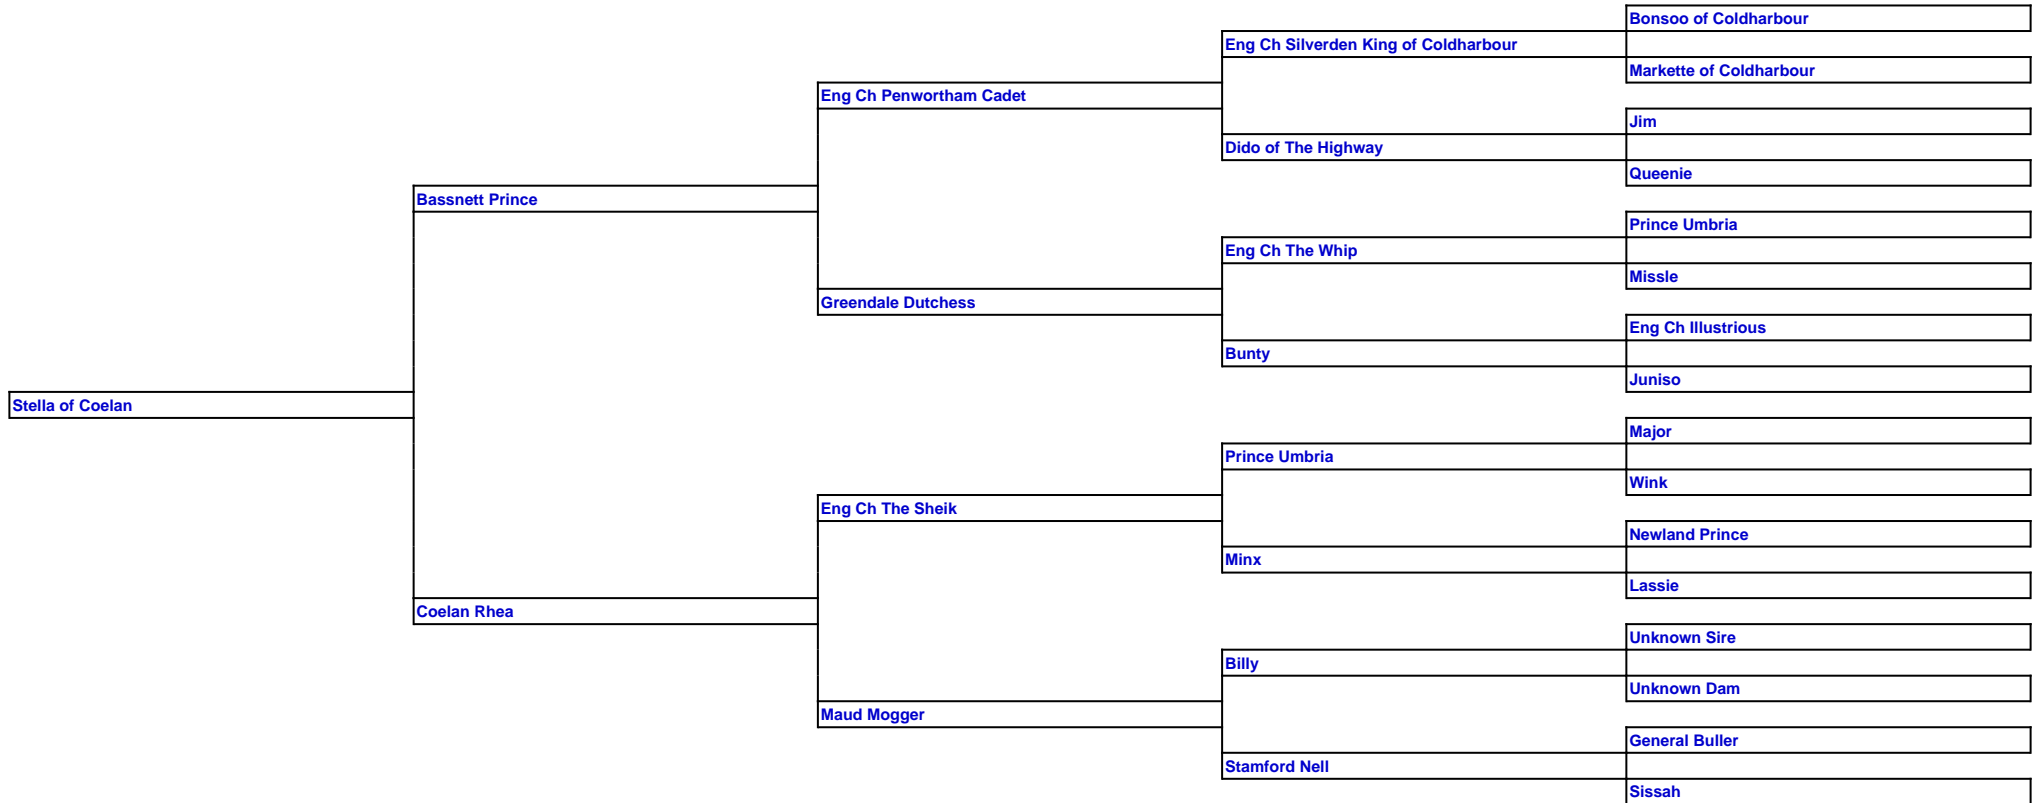 Bonsoo of Coldharbour
Eng Ch Silverden King of Coldharbour
Markette of Coldharbour
Eng Ch Penwortham Cadet
Jim
Dido of The Highway
Queenie
Bassnett Prince
Prince Umbria
Eng Ch The Whip
Missle
Greendale Dutchess
Eng Ch Illustrious
Bunty
Juniso
Stella of Coelan
Major
Prince Umbria
Wink
Eng Ch The Sheik
Newland Prince
Minx
Lassie
Coelan Rhea
Unknown Sire
Billy
Unknown Dam
Maud Mogger
General Buller
Stamford Nell
Sissah